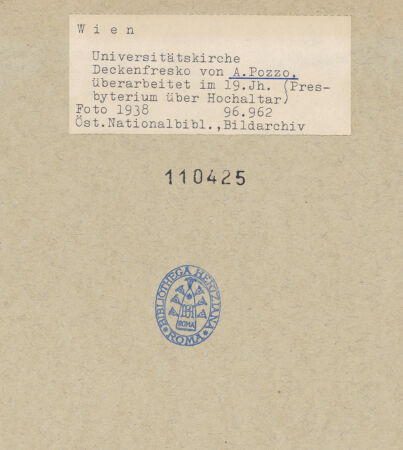 W i e n
Universitätskirche
Deckenfresko von A.Pozzo,
überarbeitet im 19.Jh. (Pres-
byterium über Hochaltar)
Foto 1938 96.962
Öst.Nationalbibl.,Bildarchiv
110425
BIBLIOTHECA HERTZIANA
ROMA
ROMA